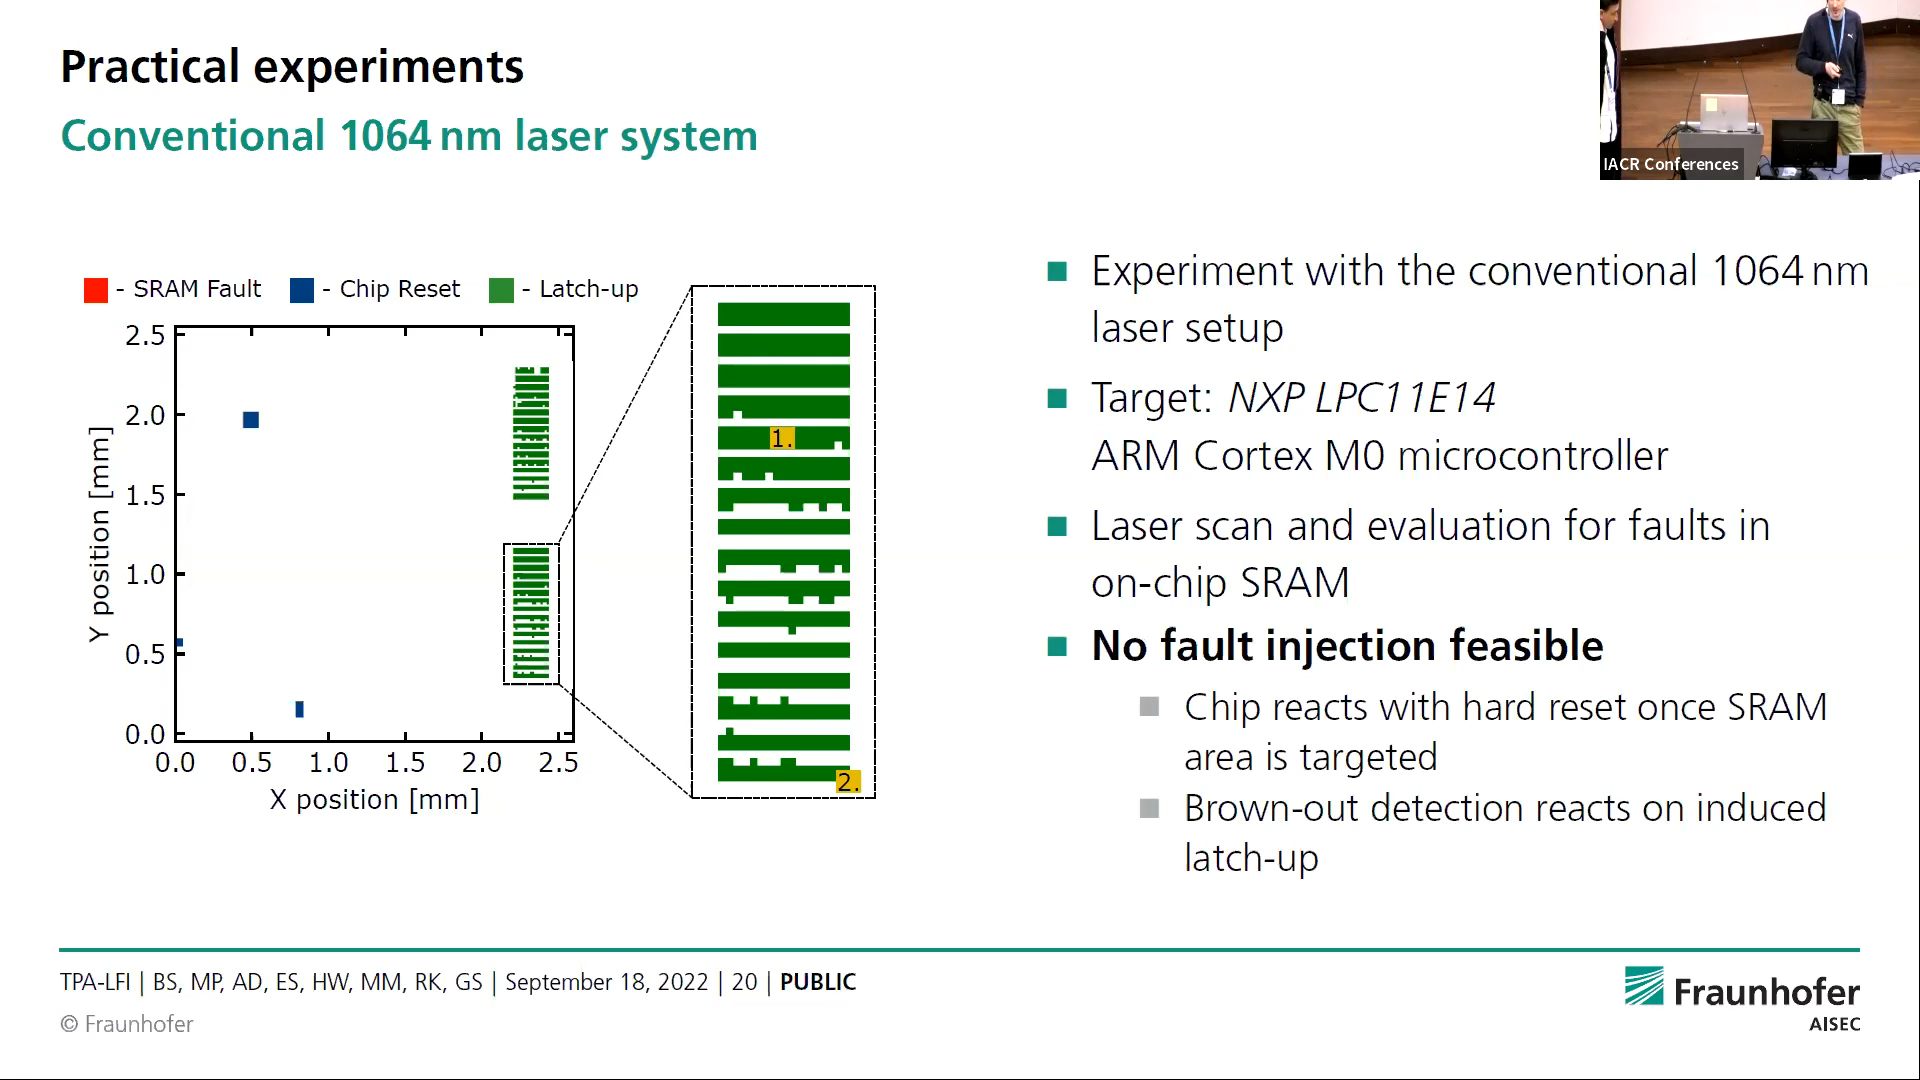 Practical experiments
Conventional 1064 nm laser system
IACR Conferences
- SRAM Fault - Chip Reset - Latch-up
2.5
2.0
1.5
1.0
0.5
0.0
Y position [mm]
0.0 0.5 1.0 1.5 2.0 2.5
X position [mm]
1.
2.
Experiment with the conventional 1064 nm
laser setup
Target: NXP LPC11E14
ARM Cortex M0 microcontroller
Laser scan and evaluation for faults in
on-chip SRAM
No fault injection feasible
Chip reacts with hard reset once SRAM
area is targeted
Brown-out detection reacts on induced
latch-up
TPA-LFI | BS, MP, AD, ES, HW, MM, RK, GS | September 18, 2022 | 20 | PUBLIC
© Fraunhofer
Fraunhofer
AISEC